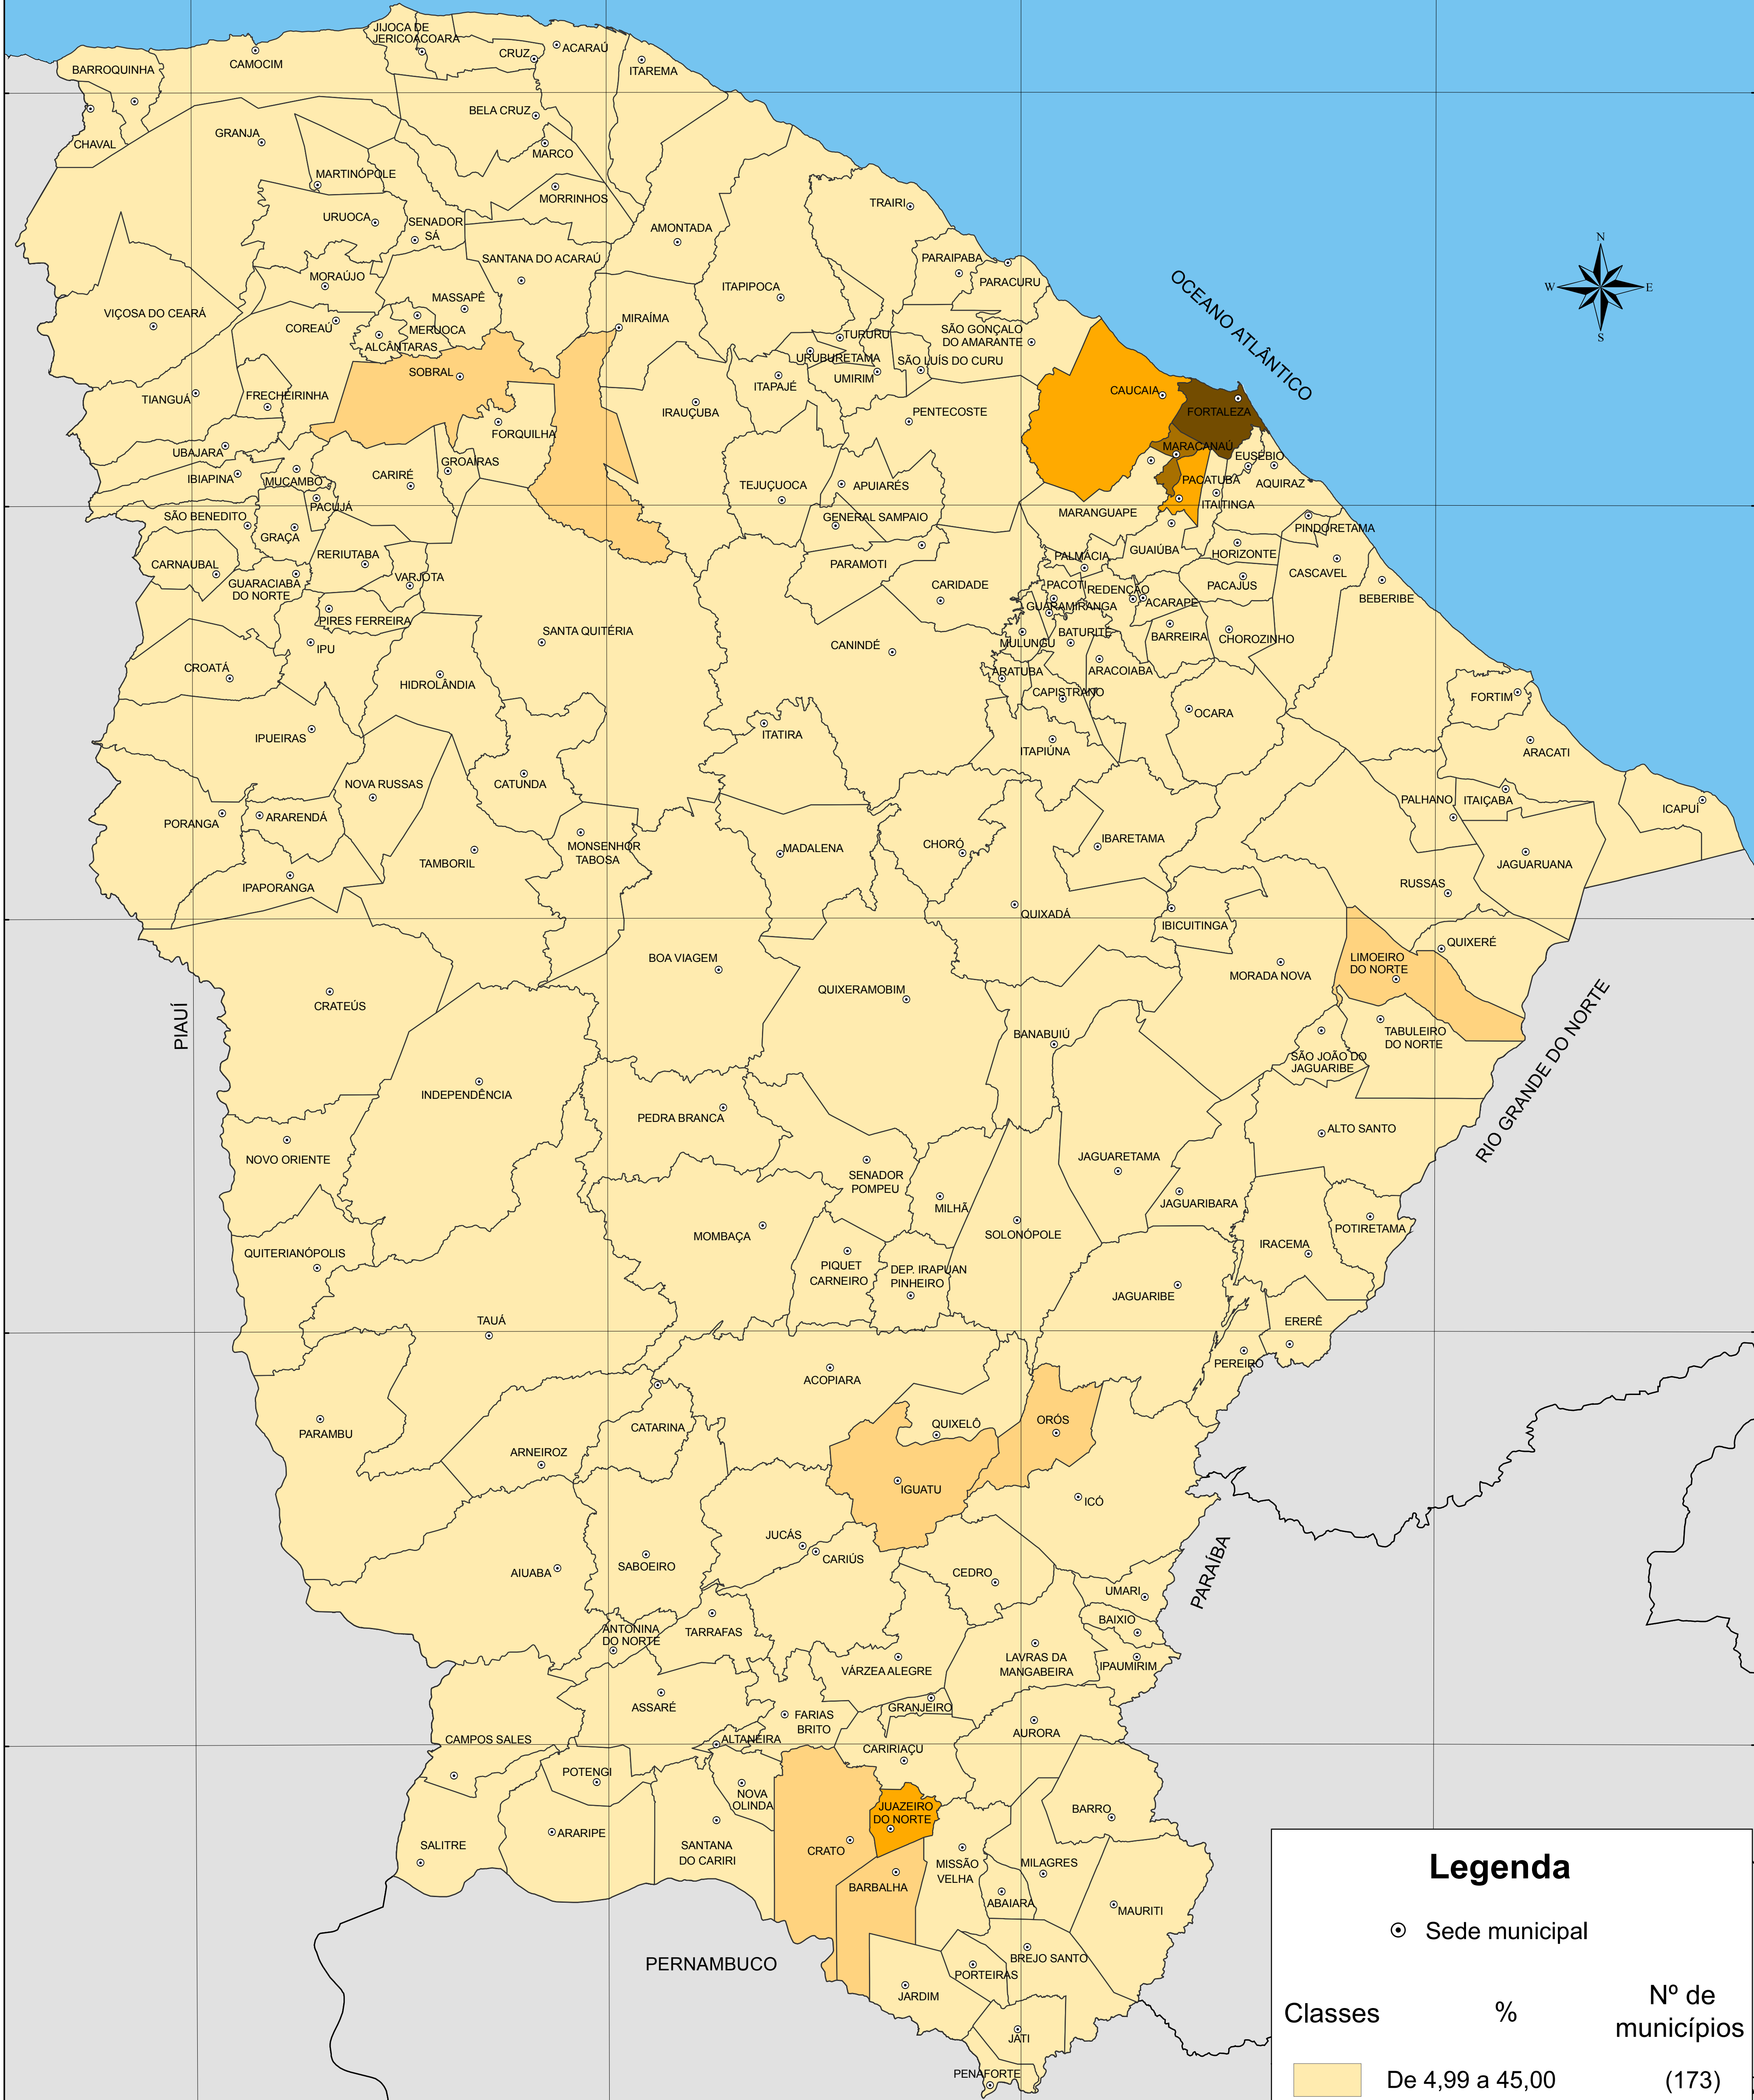 JIJOCA DE
JERICOACOARA
CRUZ
ACARAÚ
ITAREMA
BARROQUINHA
CAMOCIM
CHAVAL
BELA CRUZ
GRANJA
MARCO
MARTINÓPOLE
MORRINHOS
URUOCA
SENADOR
SÁ
TRAIRI
AMONTADA
N
W
E
S
SANTANA DO ACARAÚ
PARAIPABA
PARACURU
OCEANO ATLÂNTICO
MORAÚJO
ITAPIPOCA
MASSAPÊ
VIÇOSA DO CEARÁ
COREAÚ
MERUOCA
MIRAÍMA
ALCÂNTARAS
TURURU
SÃO GONÇALO
DO AMARANTE
URUBURETAMA
SÃO LUÍS DO CURU
SOBRAL
ITAPAJÉ
UMIRIM
CAUCAIA
TIANGUÁ
FRECHEIRINHA
IRAUÇUBA
PENTECOSTE
FORTALEZA
FORQUILHA
MARACANAÚ
UBAJARA
EUSÉBIO
GROAÍRAS
IBIAPINA
MUCAMBO
CARIRÉ
TEJUÇUOCA
APUIARÉS
PACATUBA
AQUIRAZ
PACUJÁ
ITAITINGA
SÃO BENEDITO
GENERAL SAMPAIO
MARANGUAPE
PINDORETAMA
GRAÇA
RERIUTABA
CARNAUBAL
PARAMOTI
PALMÁCIA
GUAIÚBA
HORIZONTE
CASCAVEL
VARJOTA
GUARACIABA
DO NORTE
CARIDADE
PACOTI
REDENÇÃO
PACAJUS
BEBERIBE
ACARAPE
GUARAMIRANGA
PIRES FERREIRA
SANTA QUITÉRIA
BATURITÉ
BARREIRA
CHOROZINHO
IPU
CANINDÉ
MULUNGU
CROATÁ
ARATUBA
ARACOIABA
HIDROLÂNDIA
CAPISTRANO
FORTIM
OCARA
IPUEIRAS
ITATIRA
ITAPIÚNA
ARACATI
NOVA RUSSAS
CATUNDA
PALHANO
ITAIÇABA
ICAPUÍ
PORANGA
ARARENDÁ
IBARETAMA
MONSENHOR
TABOSA
MADALENA
CHORÓ
TAMBORIL
JAGUARUANA
IPAPORANGA
RUSSAS
QUIXADÁ
IBICUITINGA
QUIXERÉ
BOA VIAGEM
LIMOEIRO
DO NORTE
MORADA NOVA
QUIXERAMOBIM
CRATEÚS
PIAUÍ
BANABUIÚ
TABULEIRO
DO NORTE
SÃO JOÃO DO
JAGUARIBE
RIO GRANDE DO NORTE
INDEPENDÊNCIA
PEDRA BRANCA
ALTO SANTO
NOVO ORIENTE
JAGUARETAMA
SENADOR
POMPEU
JAGUARIBARA
MILHÃ
POTIRETAMA
MOMBAÇA
SOLONÓPOLE
IRACEMA
QUITERIANÓPOLIS
PIQUET
CARNEIRO
DEP. IRAPUAN
PINHEIRO
JAGUARIBE
TAUÁ
ERERÊ
PEREIRO
ACOPIARA
PARAMBU
CATARINA
QUIXELÔ
ORÓS
ARNEIROZ
IGUATU
ICÓ
JUCÁS
CARIÚS
SABOEIRO
AIUABA
CEDRO
PARAÍBA
UMARI
BAIXIO
ANTONINA
DO NORTE
TARRAFAS
LAVRAS DA
MANGABEIRA
IPAUMIRIM
VÁRZEA ALEGRE
ASSARÉ
GRANJEIRO
FARIAS
BRITO
AURORA
CAMPOS SALES
ALTANEIRA
CARIRIAÇU
POTENGI
NOVA
OLINDA
JUAZEIRO
DO NORTE
BARRO
ARARIPE
SALITRE
SANTANA
DO CARIRI
CRATO
MISSÃO
VELHA
MILAGRES
BARBALHA
ABAIARA
MAURITI
PERNAMBUCO
BREJO SANTO
PORTEIRAS
JARDIM
JATI
PENAFORTE
Legenda
Sede municipal
Classes % Nº de
municípios
De 4,99 a 45,00 (173)